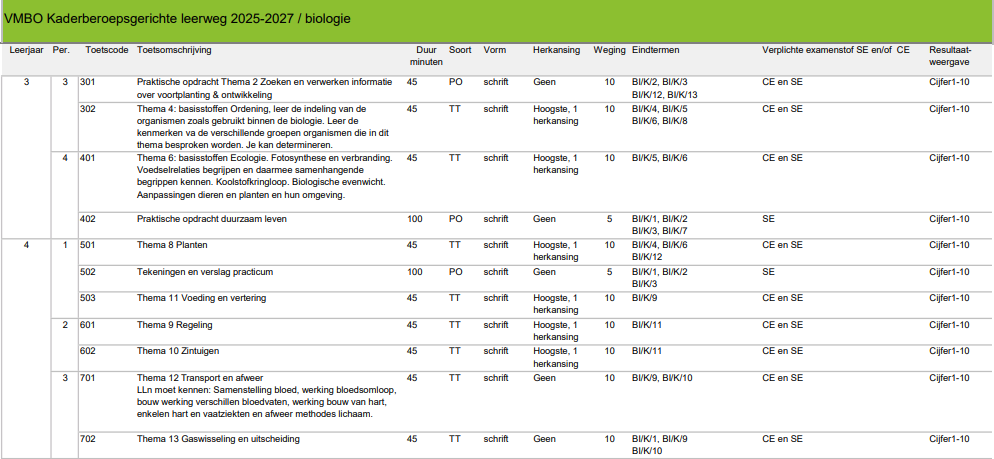 VMBO Kaderberoepsgerichte leerweg 2025-2027 / biologie
Leerjaar Per. Toetscode Toetsomschrijving Duur minuten Soort Vorm Herkansing Weging Eindtermen Verplichte examenstof SE en/of CE Resultaat-weergave
3 3 301 Praktische opdracht Thema 2 Zoeken en verwerken informatie 45 PO schrift Geen 10 BI/K/2, BI/K/3 CE en SE Cijfer1-10
over voortplanting & ontwikkeling BI/K/12, BI/K/13
302 Thema 4: basisstoffen Ordening, leer de indeling van de 45 TT schrift Hoogste, 1 10 BI/K/4, BI/K/5 CE en SE Cijfer1-10
organismen zoals gebruikt binnen de biologie. Leer de herkansing BI/K/6, BI/K/8
kenmerken va de verschillende groepen organismen die in dit
thema besproken worden. Je kan determineren.
4 401 Thema 6: basisstoffen Ecologie. Fotosynthese en verbranding. 45 TT schrift Hoogste, 1 10 BI/K/5, BI/K/6 CE en SE Cijfer1-10
Voedselrelaties begrijpen en daarmee samenhangende herkansing
begrippen kennen. Koolstofkringloop. Biologische evenwicht.
Aanpassingen dieren en planten en hun omgeving.
402 Praktische opdracht duurzaam leven 100 PO schrift Geen 5 BI/K/1, BI/K/2 SE Cijfer1-10
BI/K/3, BI/K/7
4 1 501 Thema 8 Planten 45 TT schrift Hoogste, 1 10 BI/K/4, BI/K/6 CE en SE Cijfer1-10
herkansing BI/K/12
502 Tekeningen en verslag practicum 100 PO schrift Geen 5 BI/K/1, BI/K/2 SE Cijfer1-10
BI/K/3
503 Thema 11 Voeding en vertering 45 TT schrift Hoogste, 1 10 BI/K/9 CE en SE Cijfer1-10
herkansing
2 601 Thema 9 Regeling 45 TT schrift Hoogste, 1 10 BI/K/11 CE en SE Cijfer1-10
herkansing
602 Thema 10 Zintuigen 45 TT schrift Hoogste, 1 10 BI/K/11 CE en SE Cijfer1-10
herkansing
3 701 Thema 12 Transport en afweer 45 TT schrift Geen 10 BI/K/9, BI/K/10 CE en SE Cijfer1-10
LLn moet kennen: Samenstelling bloed, werking bloedsomloop,
bouw werking verschillen bloedvaten, werking bouw van hart,
enkelen hart en vaatziekten en afweer methodes lichaam.
702 Thema 13 Gaswisseling en uitscheiding 45 TT schrift Geen 10 BI/K/1, BI/K/9 CE en SE Cijfer1-10
BI/K/10